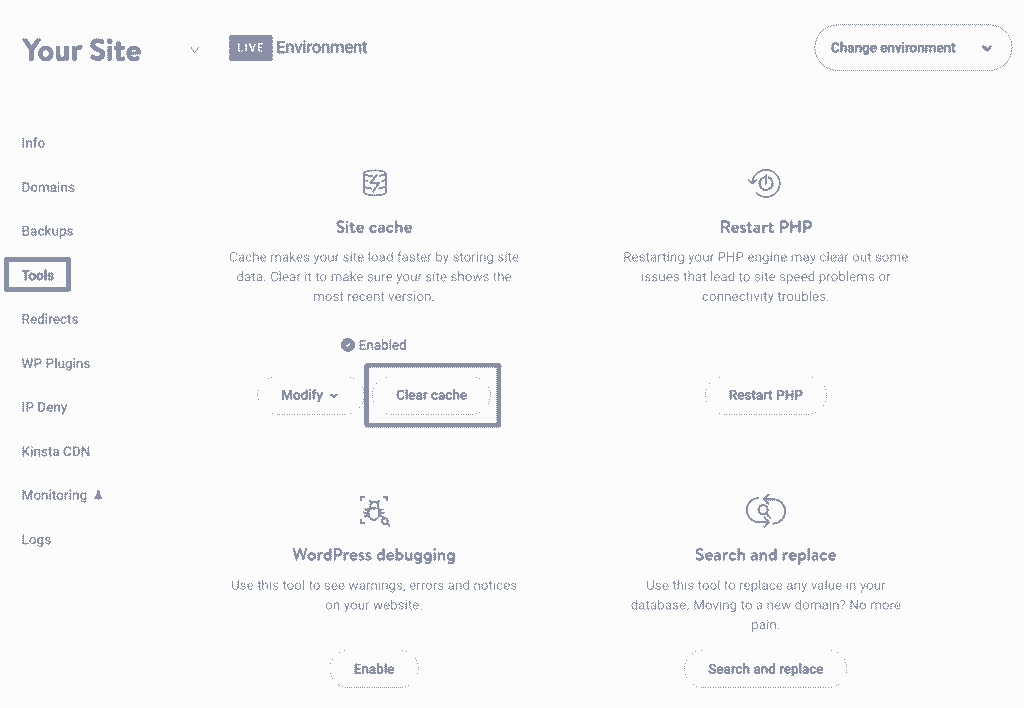 Your Site
LIVE Environment
Change environment
Info
Domains
Backups
Tools
Redirects
WP Plugins
IP Deny
Kinsta CDN
Monitoring
Logs
Site cache
Cache makes your site load faster by storing site
data. Clear it to make sure your site shows the
most recent version.
Enabled
Modify
Clear cache
Restart PHP
Restarting your PHP engine may clear out some
issues that lead to site speed problems or
connectivity troubles.
Restart PHP
WordPress debugging
Use this tool to see warnings, errors and notices
on your website.
Enable
Search and replace
Use this tool to replace any value in your
database. Moving to a new domain? No more
pain.
Search and replace